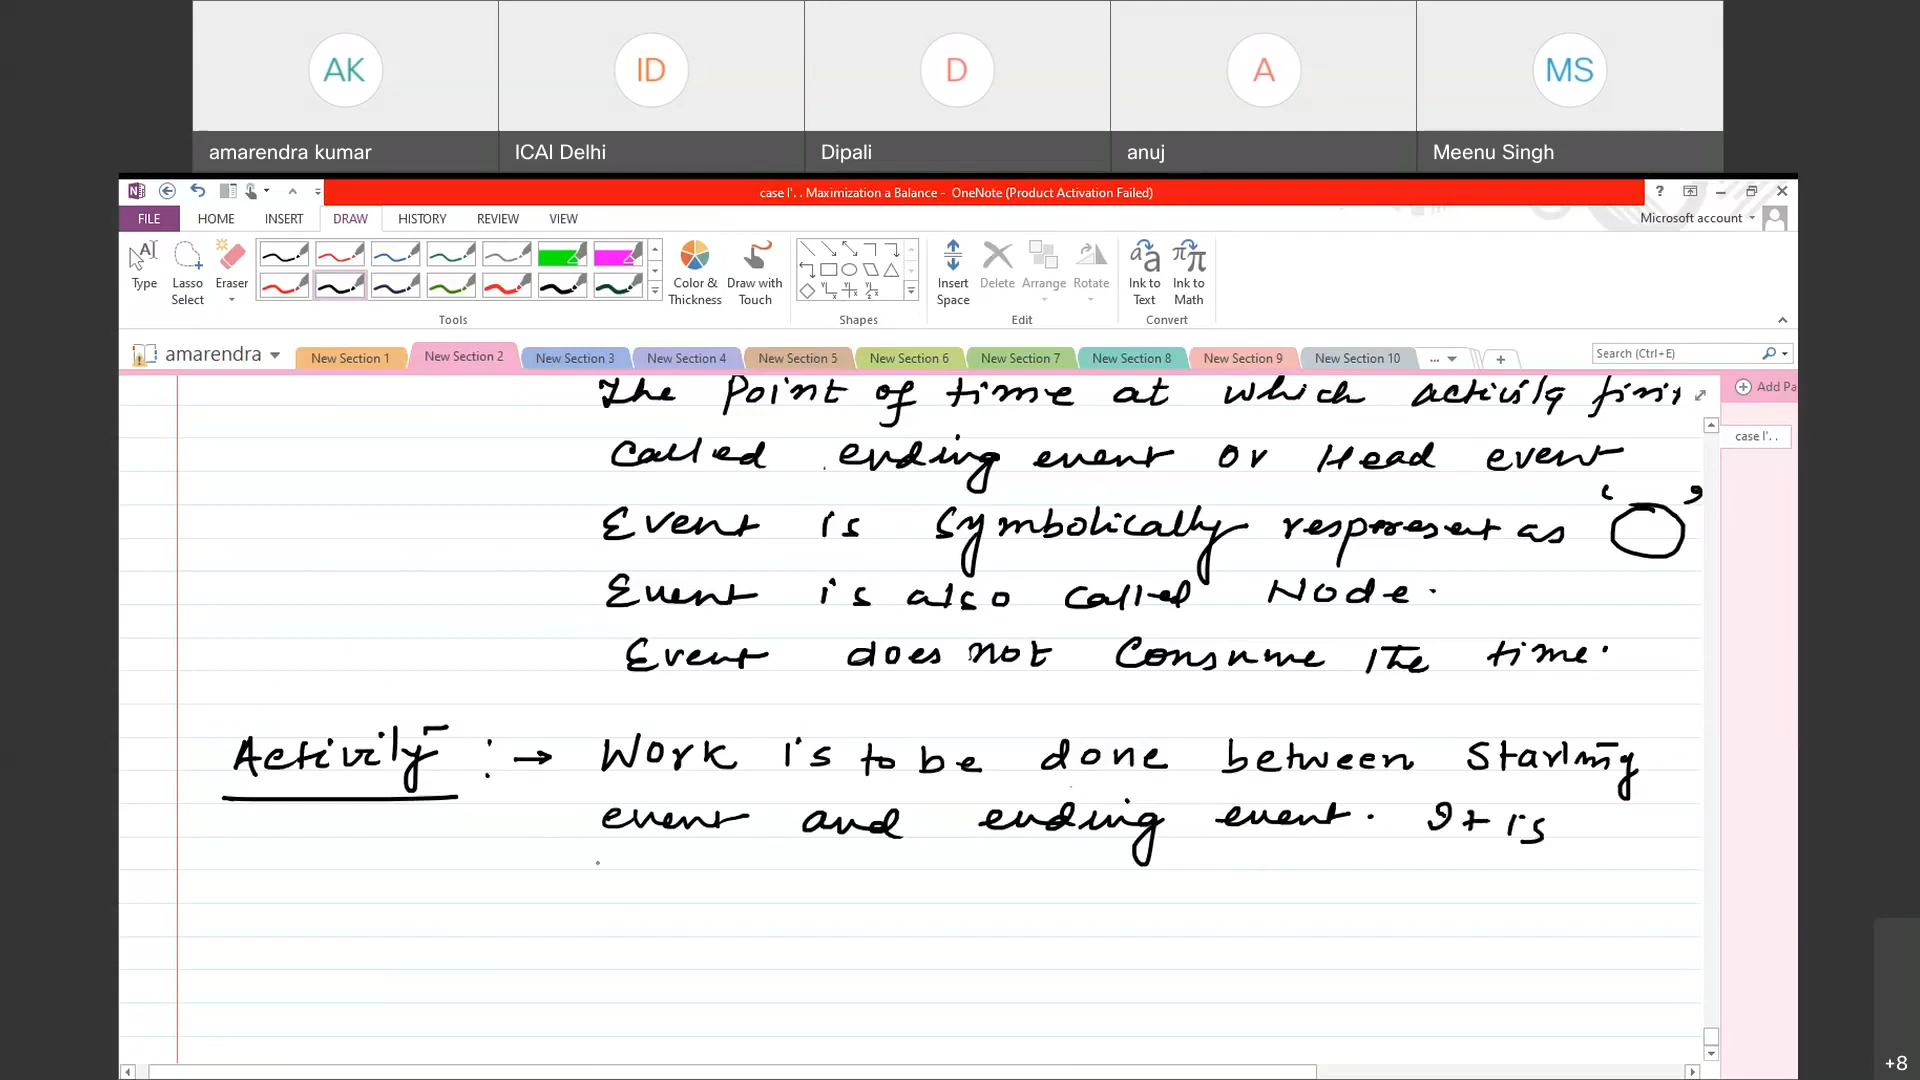 AK
ID
D
A
MS
amarendra kumar
ICAI Delhi
Dipali
anuj
Meenu Singh
case I'. . Maximization a Balance - OneNote (Product Activation Failed)
?
FILE
HOME
INSERT
DRAW
HISTORY
REVIEW
VIEW
Microsoft account
Type
Lasso Select
Eraser
Color & Thickness
Draw with Touch
Insert Space
Delete
Arrange
Rotate
Ink to Text
Ink to Math
Tools
Shapes
Edit
Convert
amarendra
New Section 1
New Section 2
New Section 3
New Section 4
New Section 5
New Section 6
New Section 7
New Section 8
New Section 9
New Section 10
...
Search (Ctrl+E)
Add Pa
case I'. .
The point of time at which activity finis
Called ending event or Head event
Event is symbolically respresent as ' O '
Event is also called Node.
Event does not Consume the time.
Activity :→ Work is to be done between Starting
event and ending event. It is
+8